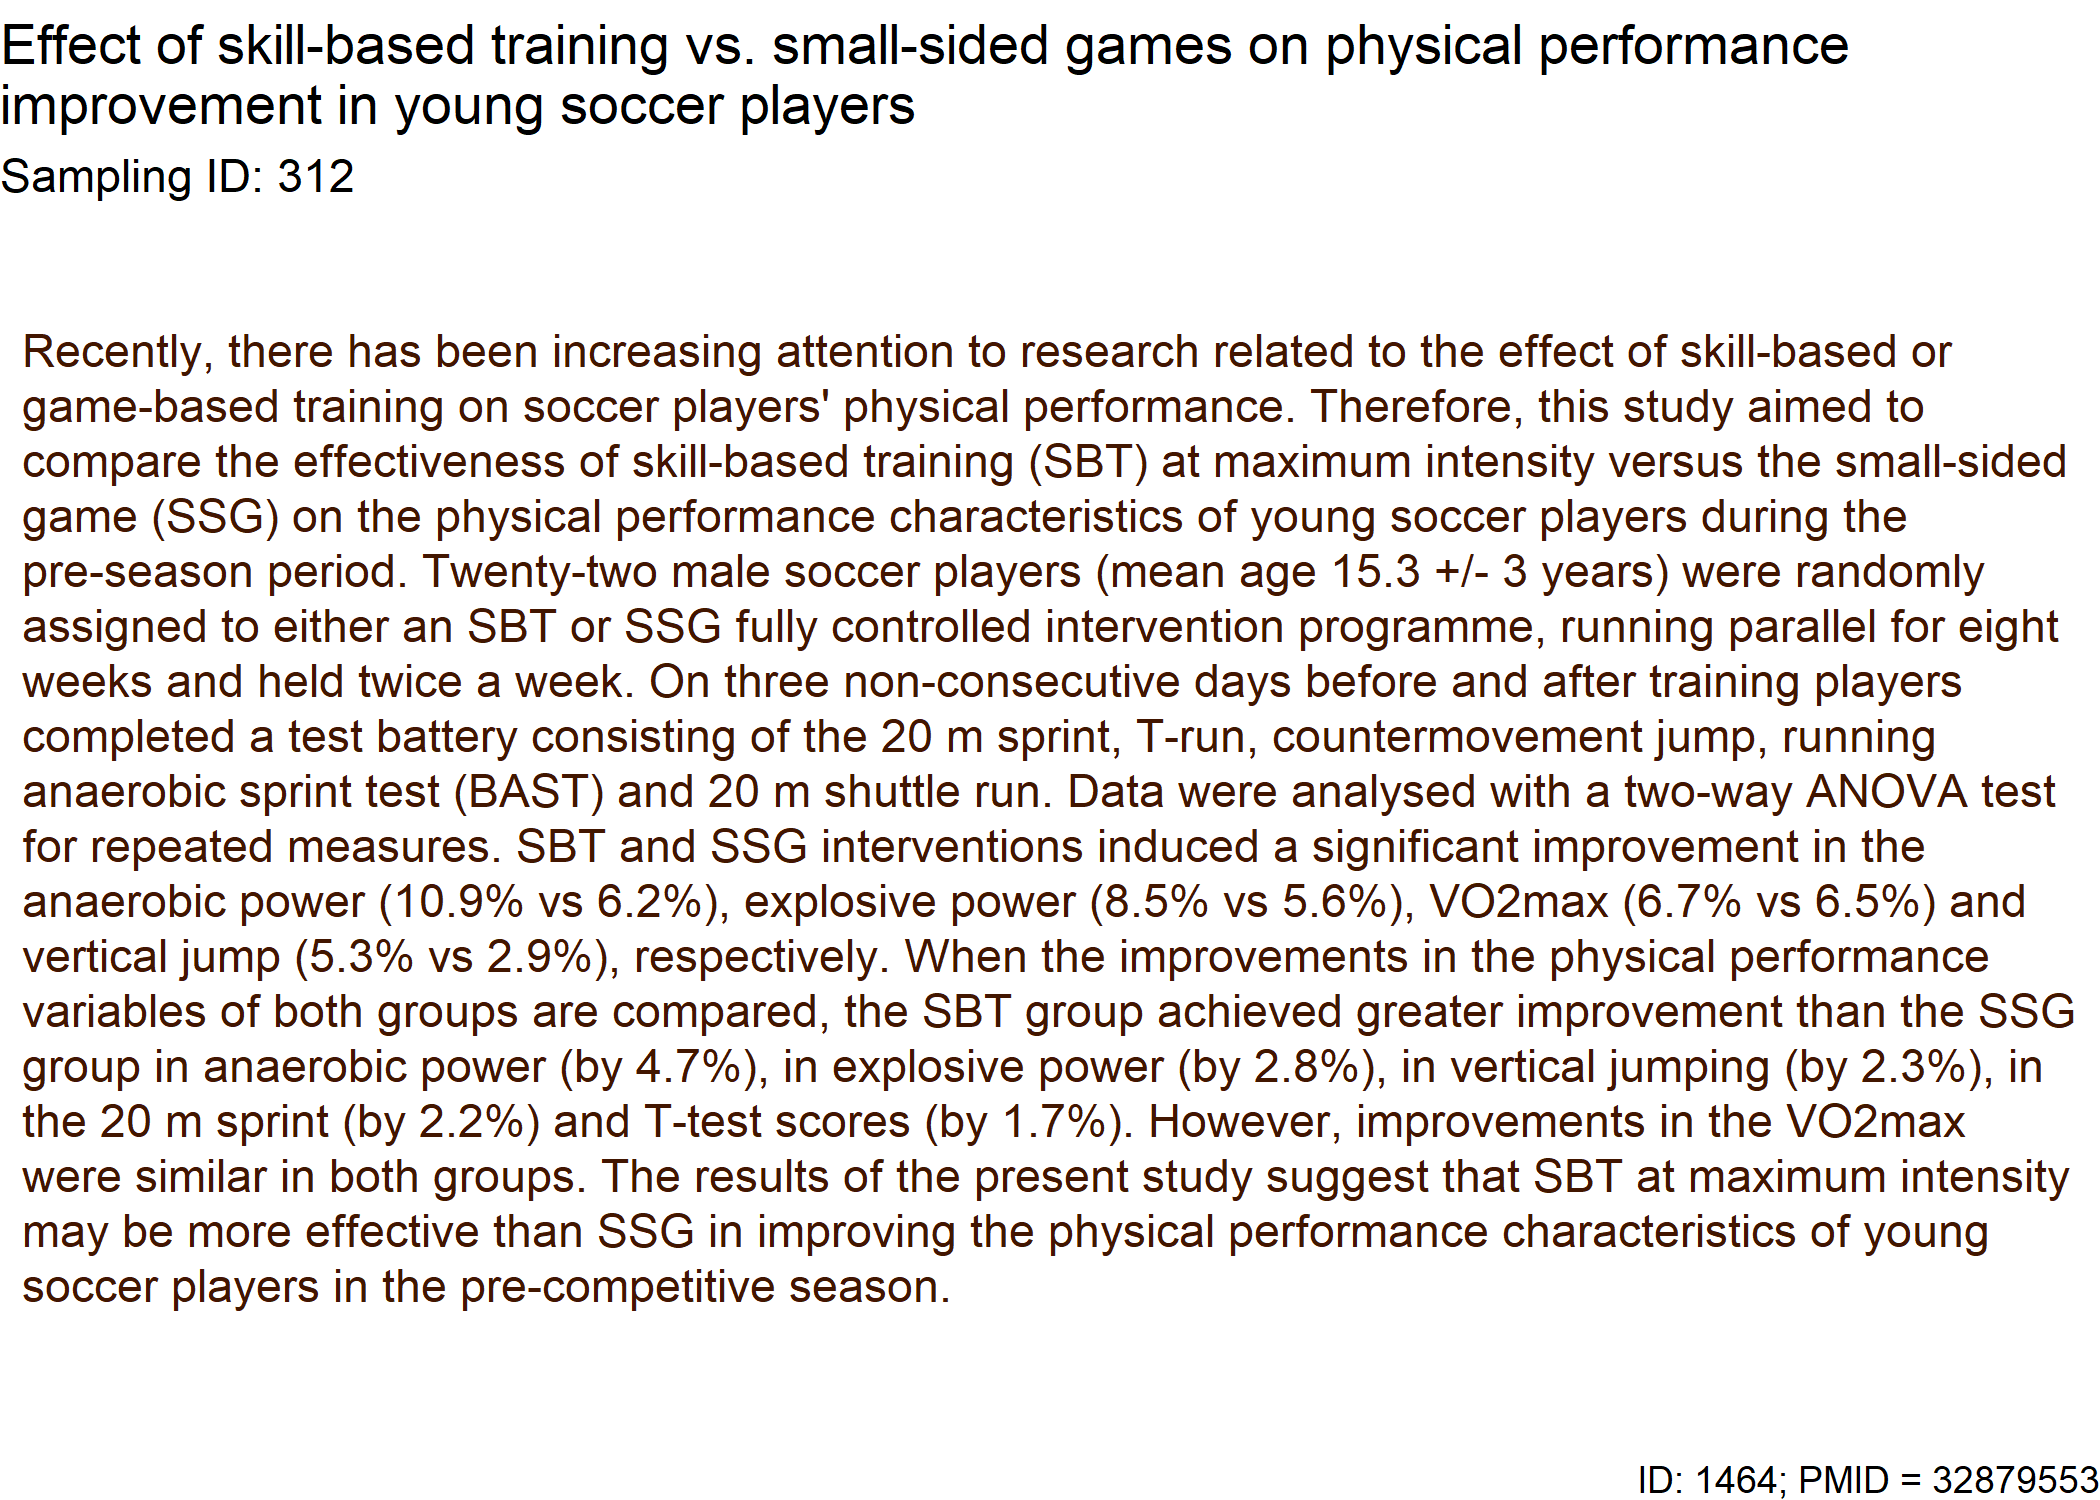 Effect of skill-based training vs. small-sided games on physical performance
improvement in young soccer players
Sampling ID: 312
Recently, there has been increasing attention to research related to the effect of skill-based or
game-based training on soccer players' physical performance. Therefore, this study aimed to
compare the effectiveness of skill-based training (SBT) at maximum intensity versus the small-sided
game (SSG) on the physical performance characteristics of young soccer players during the
pre-season period. Twenty-two male soccer players (mean age 15.3 +/- 3 years) were randomly
assigned to either an SBT or SSG fully controlled intervention programme, running parallel for eight
weeks and held twice a week. On three non-consecutive days before and after training players
completed a test battery consisting of the 20 m sprint, T-run, countermovement jump, running
anaerobic sprint test (BAST) and 20 m shuttle run. Data were analysed with a two-way ANOVA test
for repeated measures. SBT and SSG interventions induced a significant improvement in the
anaerobic power (10.9% vs 6.2%), explosive power (8.5% vs 5.6%), VO2max (6.7% vs 6.5%) and
vertical jump (5.3% vs 2.9%), respectively. When the improvements in the physical performance
variables of both groups are compared, the SBT group achieved greater improvement than the SSG
group in anaerobic power (by 4.7%), in explosive power (by 2.8%), in vertical jumping (by 2.3%), in
the 20 m sprint (by 2.2%) and T-test scores (by 1.7%). However, improvements in the VO2max
were similar in both groups. The results of the present study suggest that SBT at maximum intensity
may be more effective than SSG in improving the physical performance characteristics of young
soccer players in the pre-competitive season.
ID: 1464; PMID = 32879553